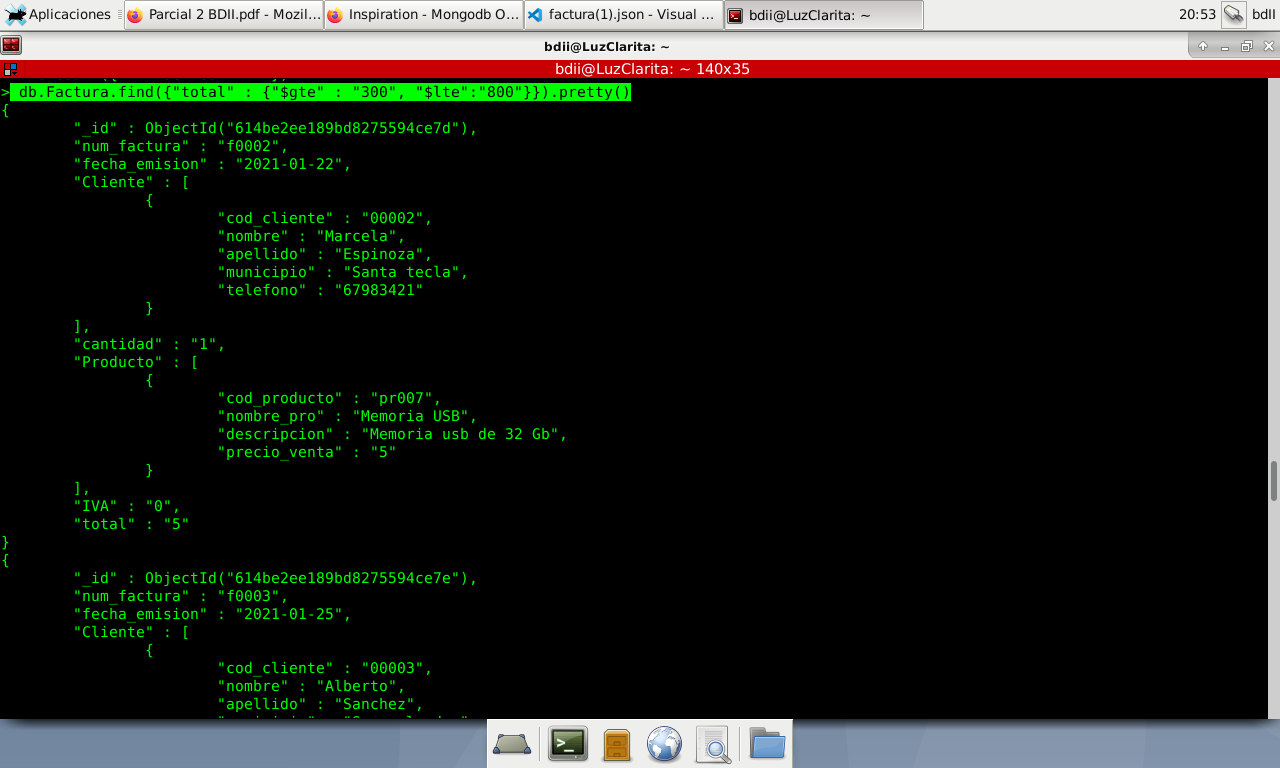 Aplicaciones
Parcial 2 BDII.pdf - Mozil...
Inspiration - Mongodb O...
factura(1).json - Visual ...
bdii@LuzClarita: ~
20:53
bdII
bdii@LuzClarita: ~
bdii@LuzClarita: ~ 140x35
> db.Factura.find({"total" : {"$gte" : "300", "$lte":"800"}}).pretty()
{
"_id" : ObjectId("614be2ee189bd8275594ce7d"),
"num_factura" : "f0002",
"fecha_emision" : "2021-01-22",
"Cliente" : [
{
"cod_cliente" : "00002",
"nombre" : "Marcela",
"apellido" : "Espinoza",
"municipio" : "Santa tecla",
"telefono" : "67983421"
}
],
"cantidad" : "1",
"Producto" : [
{
"cod_producto" : "pr007",
"nombre_pro" : "Memoria USB",
"descripcion" : "Memoria usb de 32 Gb",
"precio_venta" : "5"
}
],
"IVA" : "0",
"total" : "5"
}
{
"_id" : ObjectId("614be2ee189bd8275594ce7e"),
"num_factura" : "f0003",
"fecha_emision" : "2021-01-25",
"Cliente" : [
{
"cod_cliente" : "00003",
"nombre" : "Alberto",
"apellido" : "Sanchez",